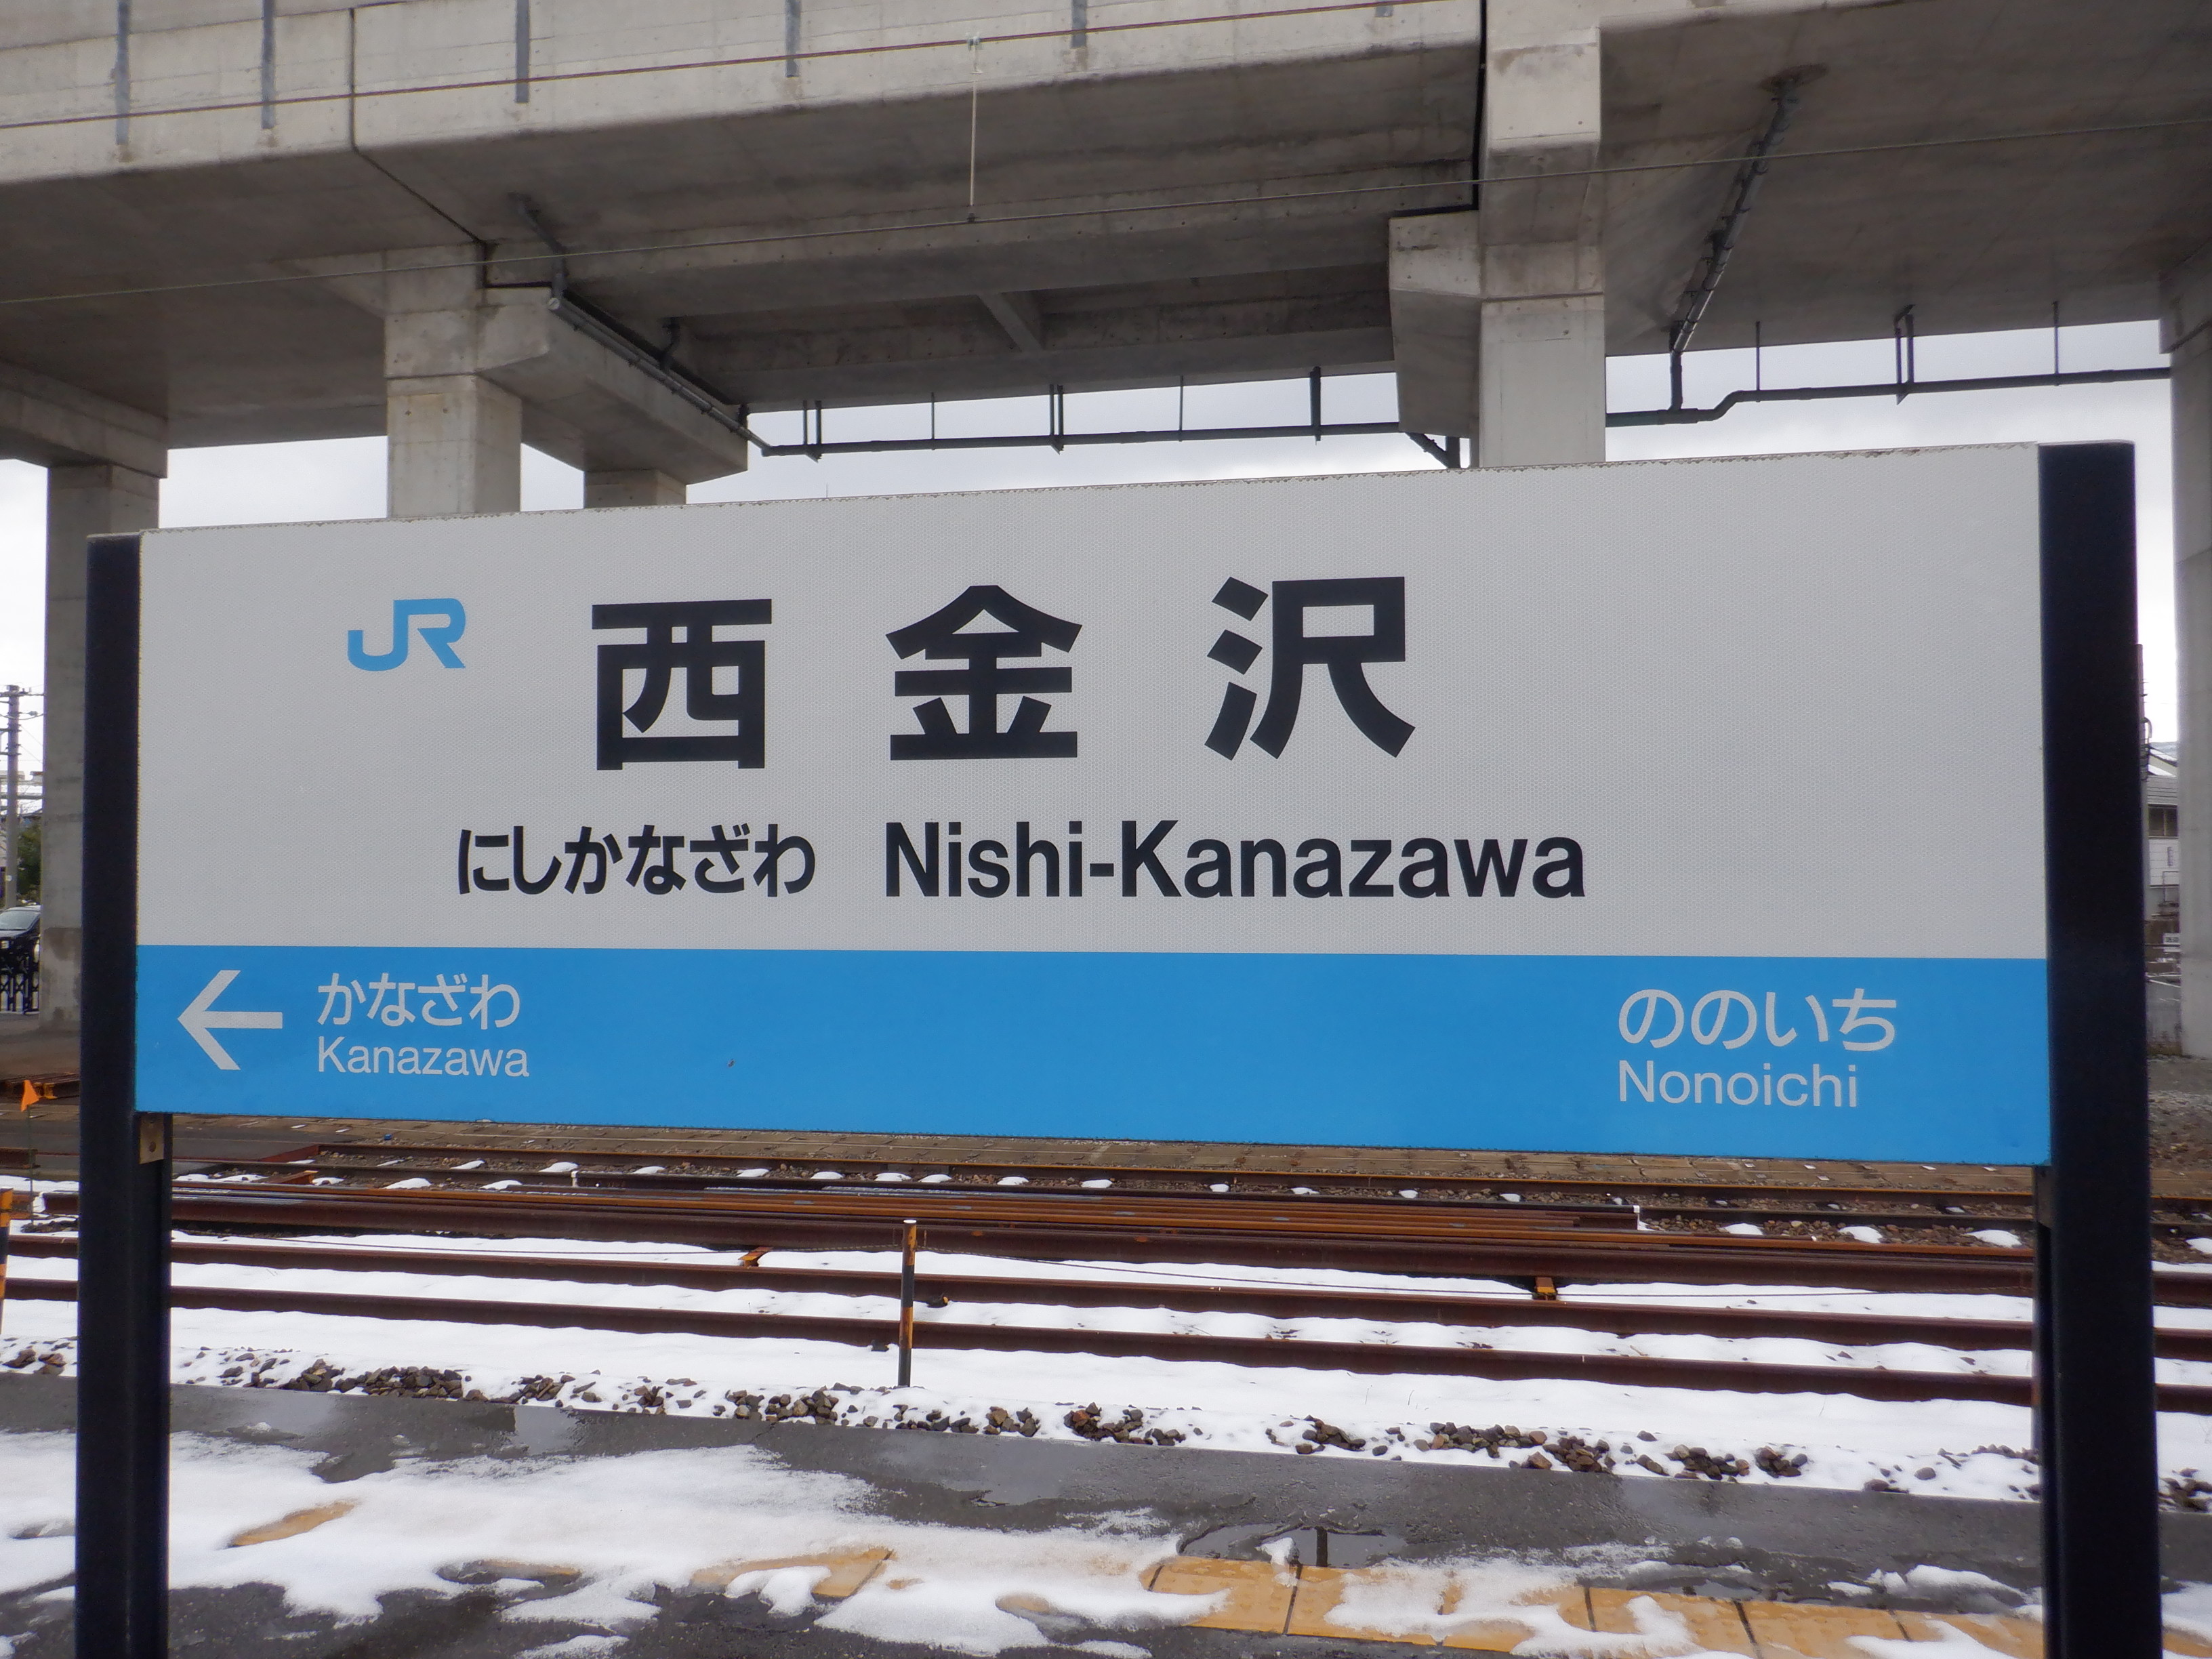 JR 西金沢
にしかなざわ Nishi-Kanazawa
← かなざわ
Kanazawa
ののいち
Nonoichi